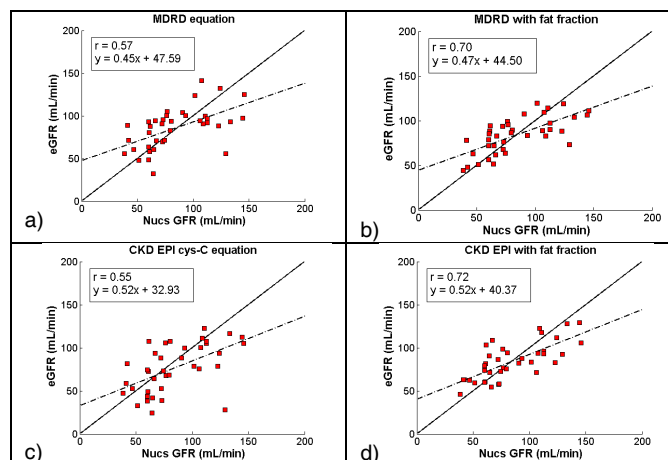 MDRD equation
r = 0.57
y = 0.45x + 47.59
200
150
100
50
0
eGFR (mL/min)
0 50 100 150 200
Nucs GFR (mL/min)
a)
MDRD with fat fraction
r = 0.70
y = 0.47x + 44.50
200
150
100
50
0
eGFR (mL/min)
0 50 100 150 200
Nucs GFR (mL/min)
b)
CKD EPI cys-C equation
r = 0.55
y = 0.52x + 32.93
200
150
100
50
0
eGFR (mL/min)
0 50 100 150 200
Nucs GFR (mL/min)
c)
CKD EPI with fat fraction
r = 0.72
y = 0.52x + 40.37
200
150
100
50
0
eGFR (mL/min)
0 50 100 150 200
Nucs GFR (mL/min)
d)